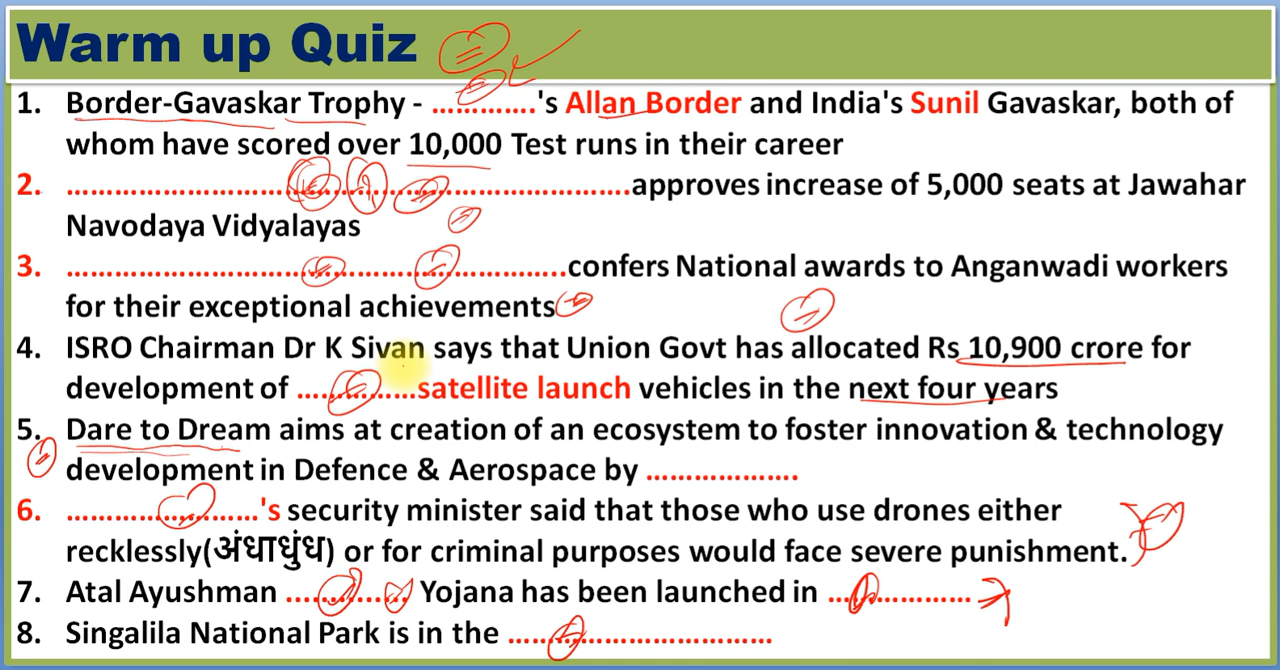 Warm up Quiz
1. Border-Gavaskar Trophy - .............'s Allan Border and India's Sunil Gavaskar, both of
whom have scored over 10,000 Test runs in their career
2. ......................................................................approves increase of 5,000 seats at Jawahar
Navodaya Vidyalayas
3. ..............................................................confers National awards to Anganwadi workers
for their exceptional achievements
4. ISRO Chairman Dr K Sivan says that Union Govt has allocated Rs 10,900 crore for
development of ...............satellite launch vehicles in the next four years
5. Dare to Dream aims at creation of an ecosystem to foster innovation & technology
development in Defence & Aerospace by ...................
6. ........................'s security minister said that those who use drones either
recklessly(अंधाधुंध) or for criminal purposes would face severe punishment.
7. Atal Ayushman ................ Yojana has been launched in ..................
8. Singalila National Park is in the .................................